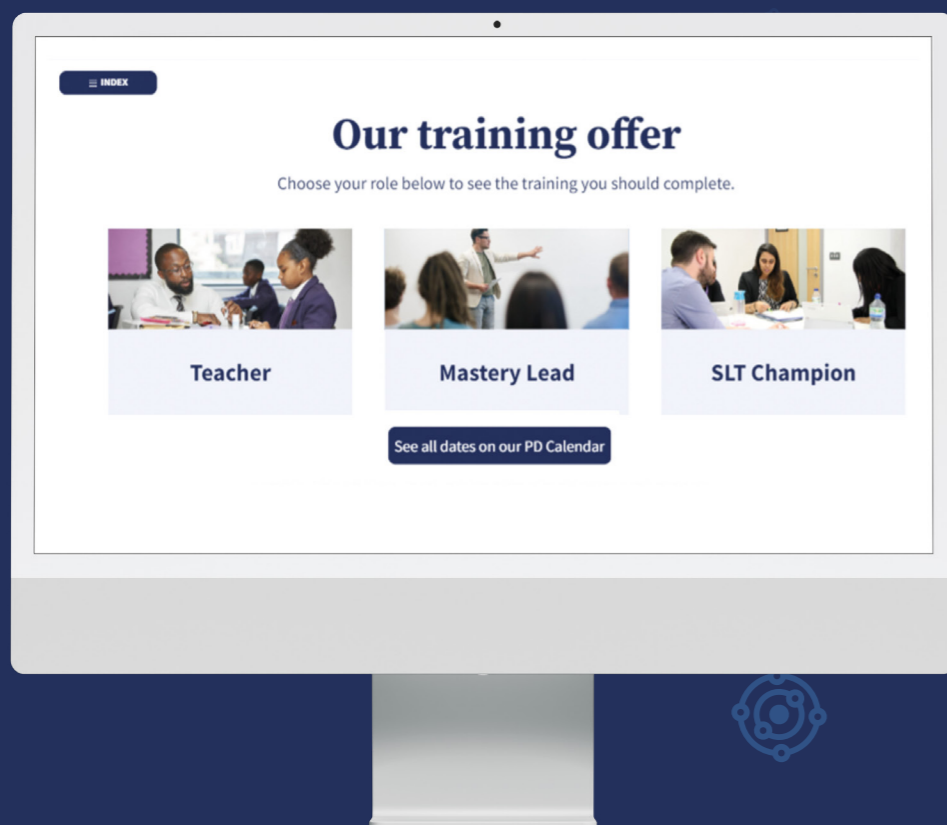 INDEX
Our training offer
Choose your role below to see the training you should complete.
Teacher
Mastery Lead
SLT Champion
See all dates on our PD Calendar